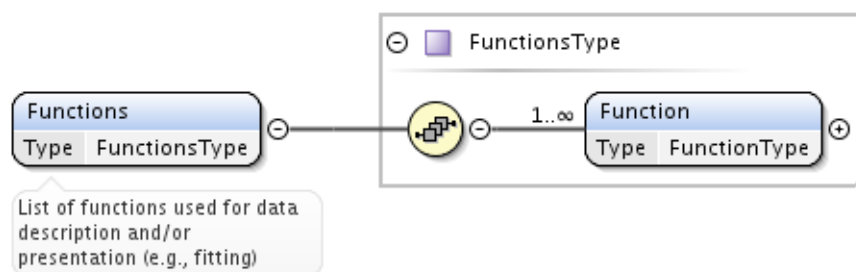 FunctionsType
Functions
Type FunctionsType
1..∞
Function
Type FunctionType
List of functions used for data
description and/or
presentation (e.g., fitting)